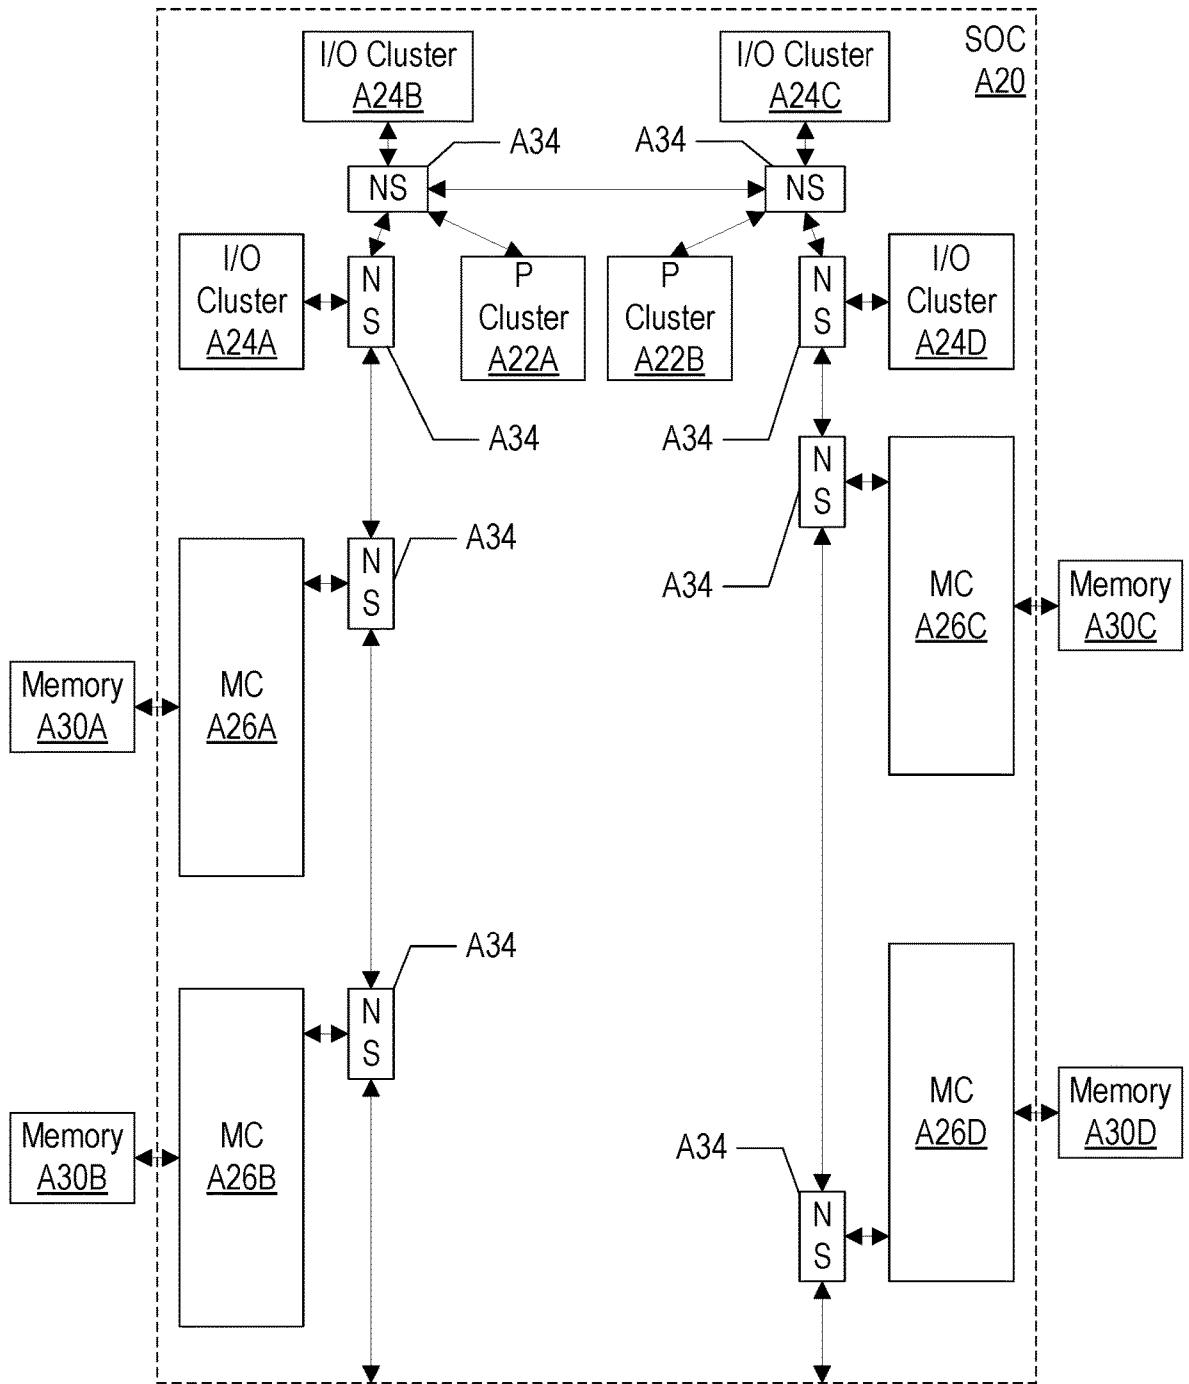 SOC
A20
I/O Cluster
A24B
I/O Cluster
A24C
A34
A34
NS
NS
I/O
Cluster
A24A
N
S
P
Cluster
A22A
P
Cluster
A22B
N
S
I/O
Cluster
A24D
A34
A34
N
S
A34
N
S
A34
MC
A26C
Memory
A30C
Memory
A30A
MC
A26A
A34
N
S
MC
A26D
Memory
A30D
Memory
A30B
MC
A26B
A34
N
S